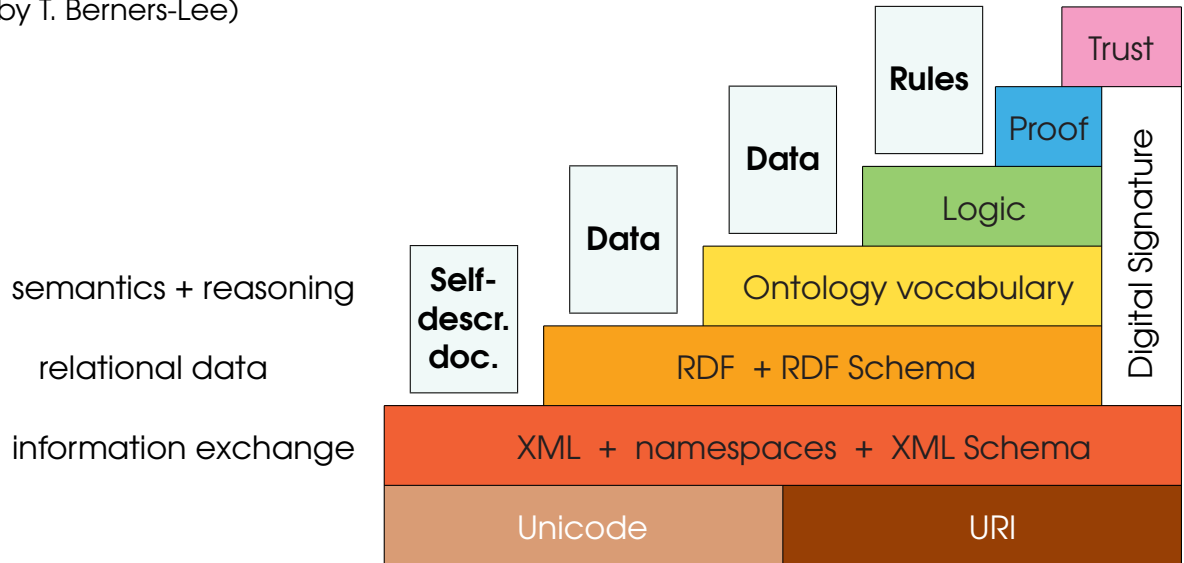 by T. Berners-Lee)
Trust
Rules
Proof
Data
Digital Signature
Logic
Data
Self-
descr.
doc.
semantics + reasoning
Ontology vocabulary
relational data
RDF + RDF Schema
information exchange
XML + namespaces + XML Schema
Unicode
URI